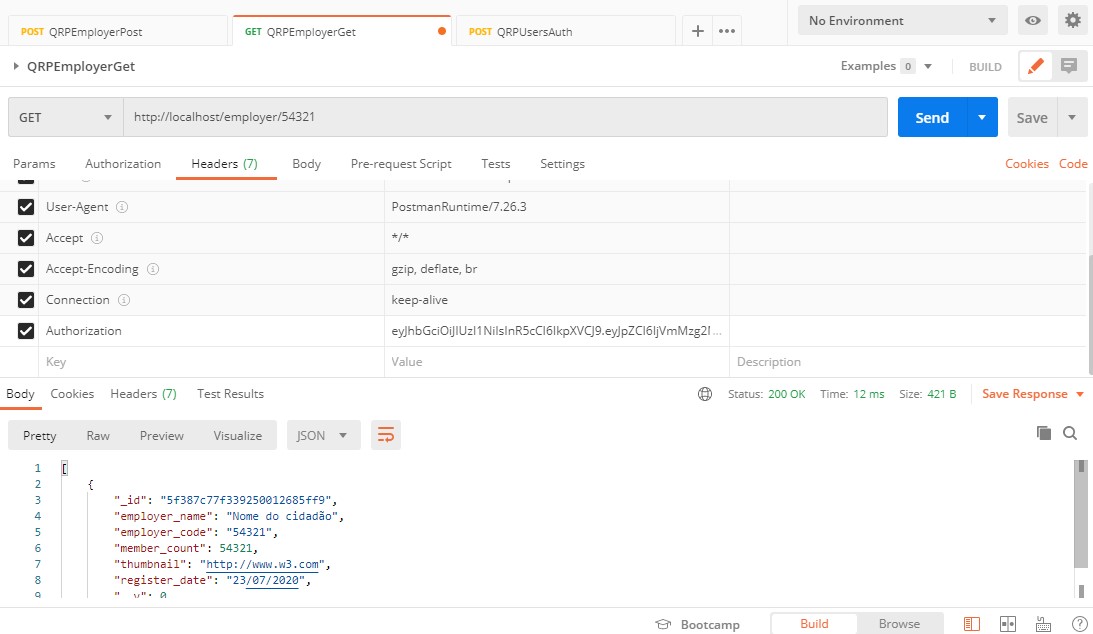 POST QRPEmployerPost
GET QRPEmployerGet
POST QRPUsersAuth
No Environment
QRPEmployerGet
Examples 0
BUILD
GET
http://localhost/employer/54321
Send
Save
Params Authorization Headers (7) Body Pre-request Script Tests Settings Cookies Code
User-Agent PostmanRuntime/7.26.3
Accept */*
Accept-Encoding gzip, deflate, br
Connection keep-alive
Authorization
Key Value Description
Body Cookies Headers (7) Test Results Status: 200 OK Time: 12 ms Size: 421 B Save Response
Pretty Raw Preview Visualize JSON
1 [
2 {
3 "_id": "5f387c77f339250012685ff9",
4 "employer_name": "Nome do cidadão",
5 "employer_code": "54321",
6 "member_count": 54321,
7 "thumbnail": "http://www.w3.com",
8 "register_date": "23/07/2020",
9 "__v": 0
Bootcamp Build Browse